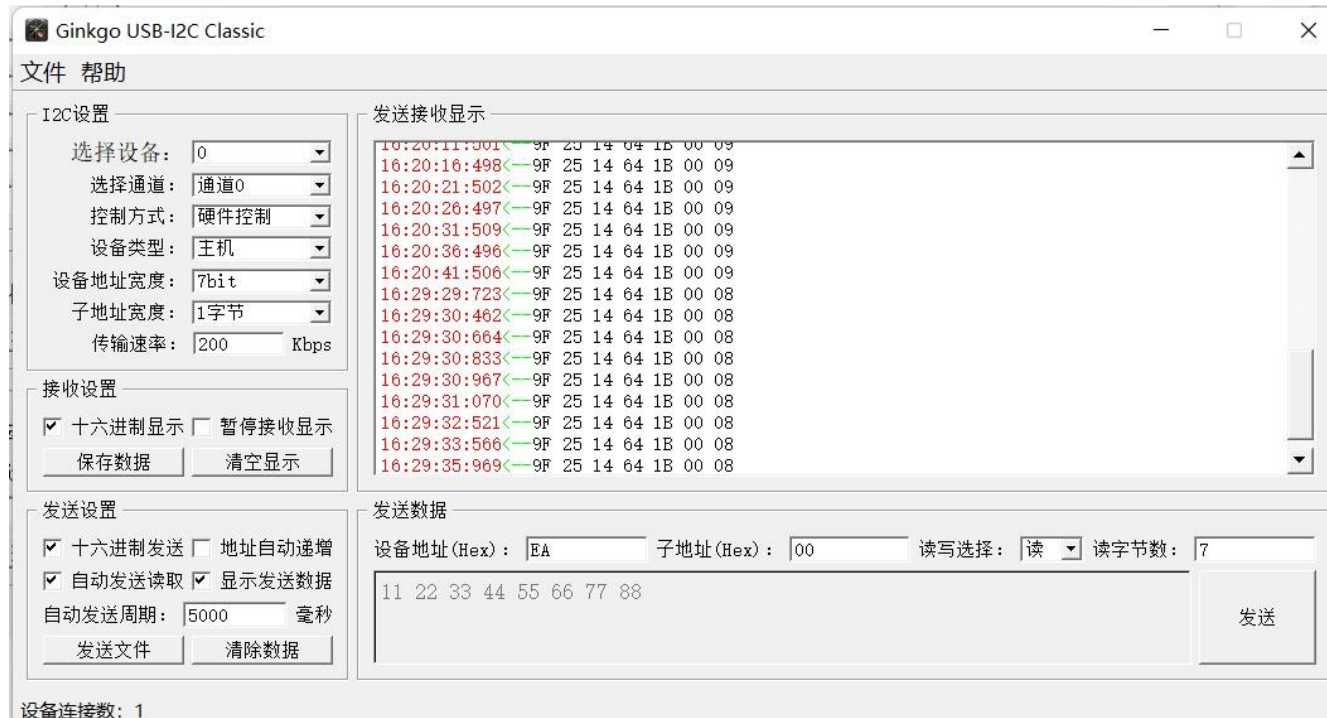 Ginkgo USB-I2C Classic
文件 帮助
I2C设置
选择设备: 0
选择通道: 通道0
控制方式: 硬件控制
设备类型: 主机
设备地址宽度: 7bit
子地址宽度: 1字节
传输速率: 200 Kbps
接收设置
十六进制显示 暂停接收显示
保存数据 清空显示
发送设置
十六进制发送 地址自动递增
自动发送读取 显示发送数据
自动发送周期: 5000 毫秒
发送文件 清除数据
发送接收显示
16:20:11:501<--9F 25 14 64 1B 00 09
16:20:16:498<--9F 25 14 64 1B 00 09
16:20:21:502<--9F 25 14 64 1B 00 09
16:20:26:497<--9F 25 14 64 1B 00 09
16:20:31:509<--9F 25 14 64 1B 00 09
16:20:36:496<--9F 25 14 64 1B 00 09
16:20:41:506<--9F 25 14 64 1B 00 09
16:29:29:723<--9F 25 14 64 1B 00 08
16:29:30:462<--9F 25 14 64 1B 00 08
16:29:30:664<--9F 25 14 64 1B 00 08
16:29:30:833<--9F 25 14 64 1B 00 08
16:29:30:967<--9F 25 14 64 1B 00 08
16:29:31:070<--9F 25 14 64 1B 00 08
16:29:32:521<--9F 25 14 64 1B 00 08
16:29:33:566<--9F 25 14 64 1B 00 08
16:29:35:969<--9F 25 14 64 1B 00 08
发送数据
设备地址(Hex): EA 子地址(Hex): 00 读写选择: 读 读字节数: 7
11 22 33 44 55 66 77 88
发送
设备连接数: 1